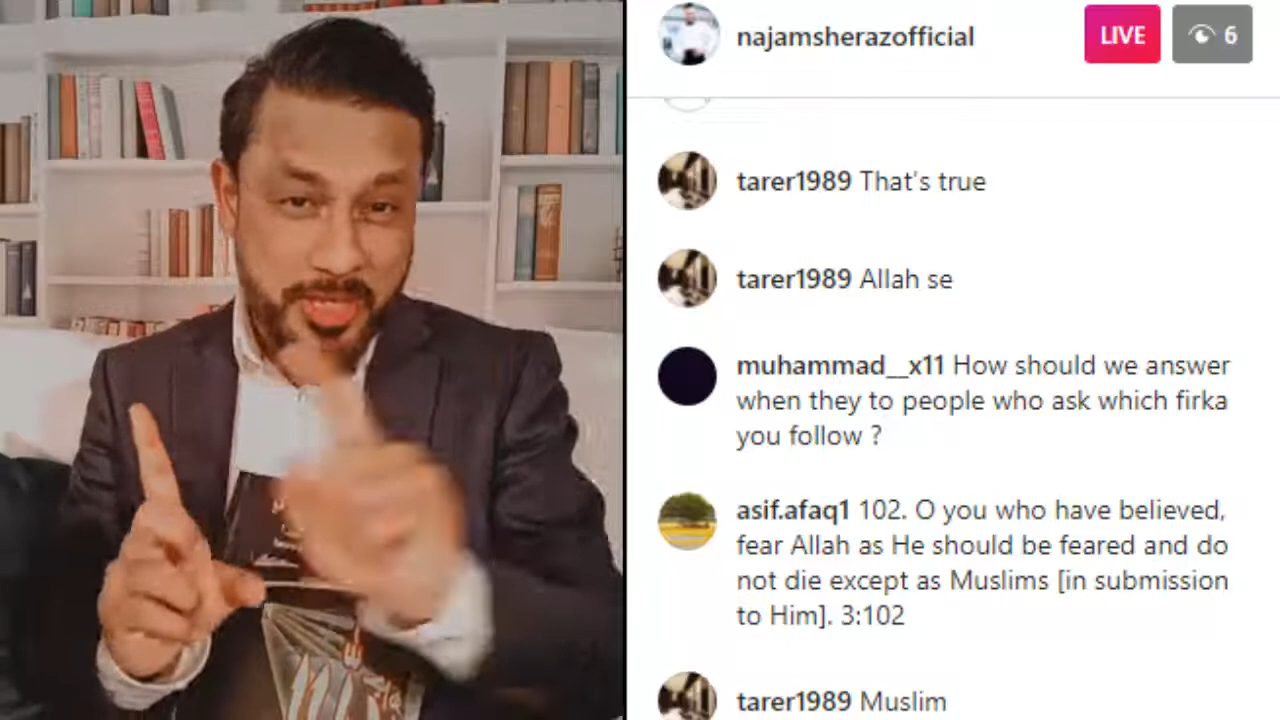 najamsherazofficial
LIVE
6
tarer1989 That's true
tarer1989 Allah se
muhammad__x11 How should we answer
when they to people who ask which firka
you follow ?
asif.afaq1 102. O you who have believed,
fear Allah as He should be feared and do
not die except as Muslims [in submission
to Him]. 3:102
tarer1989 Muslim